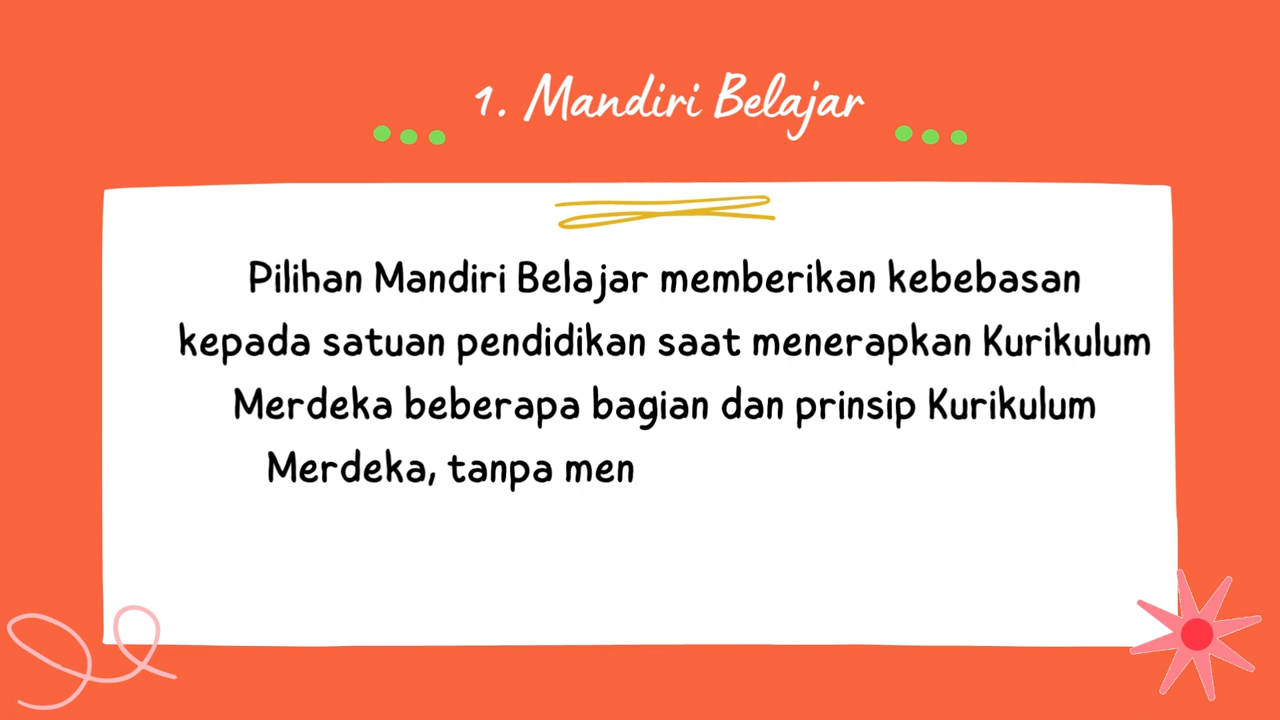 1. Mandiri Belajar
Pilihan Mandiri Belajar memberikan kebebasan
kepada satuan pendidikan saat menerapkan Kurikulum
Merdeka beberapa bagian dan prinsip Kurikulum
Merdeka, tanpa men